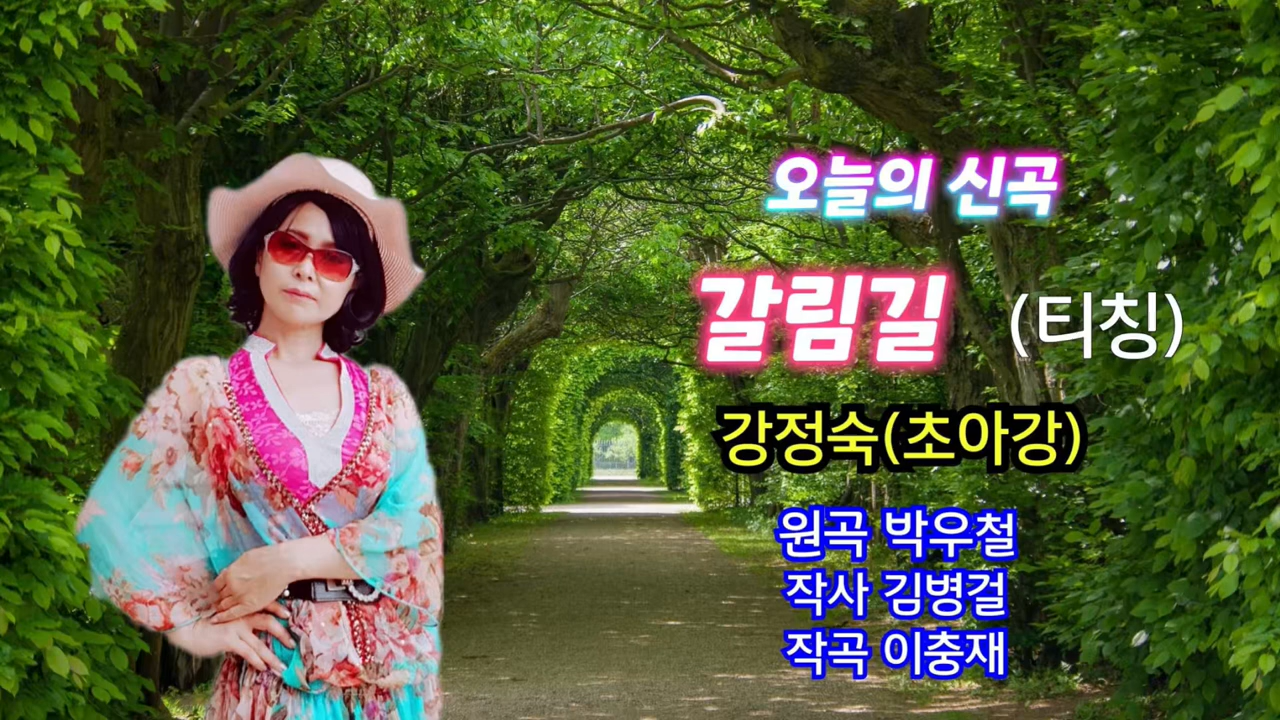 오늘의 신곡
갈림길 (티칭)
강정숙(초아강)
원곡 박우철
작사 김병걸
작곡 이충재